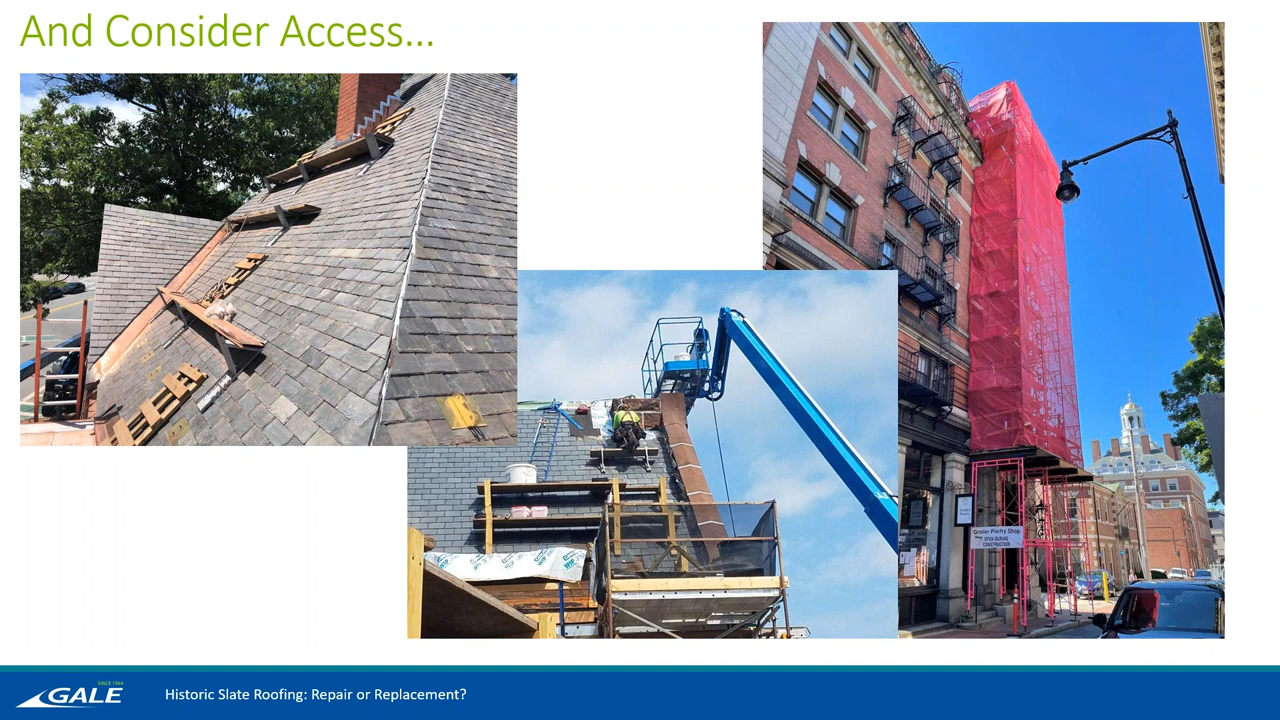 And Consider Access...
Grolier Poetry Shop
OPEN DURING
CONSTRUCTION
SINCE 1964
GALE
Historic Slate Roofing: Repair or Replacement?